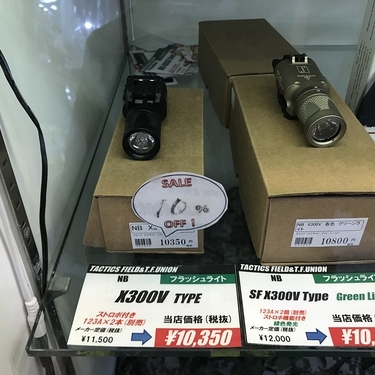 SALE
10 %
OFF!
NB X3
10350
NB X300V 各色 グリーンライト
10800
TACTICS FIELD&T.F.UNION
NB フラッシュライト
X300V TYPE
ストロボ付き
123A×2本(別売)
メーカー定価(税抜)
¥11,500
当店価格(税抜)
¥10,350
TACTICS FIELD&T.F.UNION
NB フラッシュライ
SF X300V Type Green Li
123A×2個(別売)
ストロボ機能付き
緑色発光
メーカー定価(税抜)
¥12,000
当店価格(税抜)
¥10,